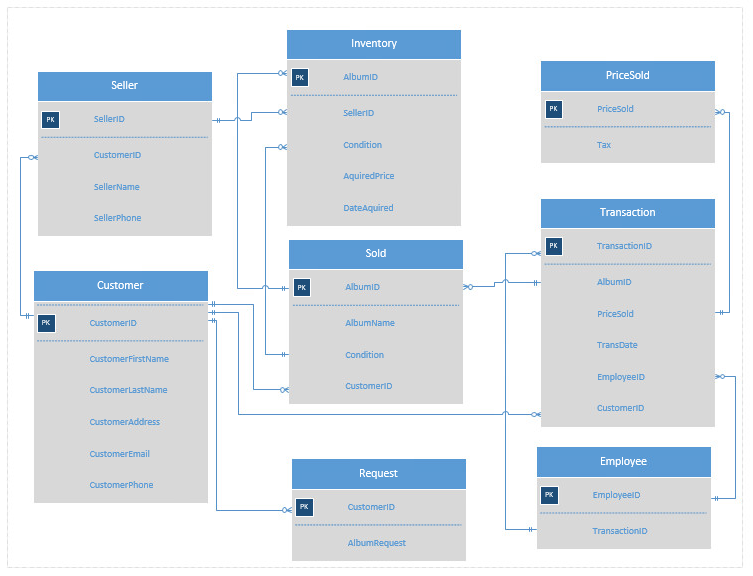 Seller
PK SellerID
CustomerID
SellerName
SellerPhone
Inventory
PK AlbumID
SellerID
Condition
AquiredPrice
DateAquired
PriceSold
PK PriceSold
Tax
Customer
PK CustomerID
CustomerFirstName
CustomerLastName
CustomerAddress
CustomerEmail
CustomerPhone
Sold
PK AlbumID
AlbumName
Condition
CustomerID
Transaction
PK TransactionID
AlbumID
PriceSold
TransDate
EmployeeID
CustomerID
Request
PK CustomerID
AlbumRequest
Employee
PK EmployeeID
TransactionID